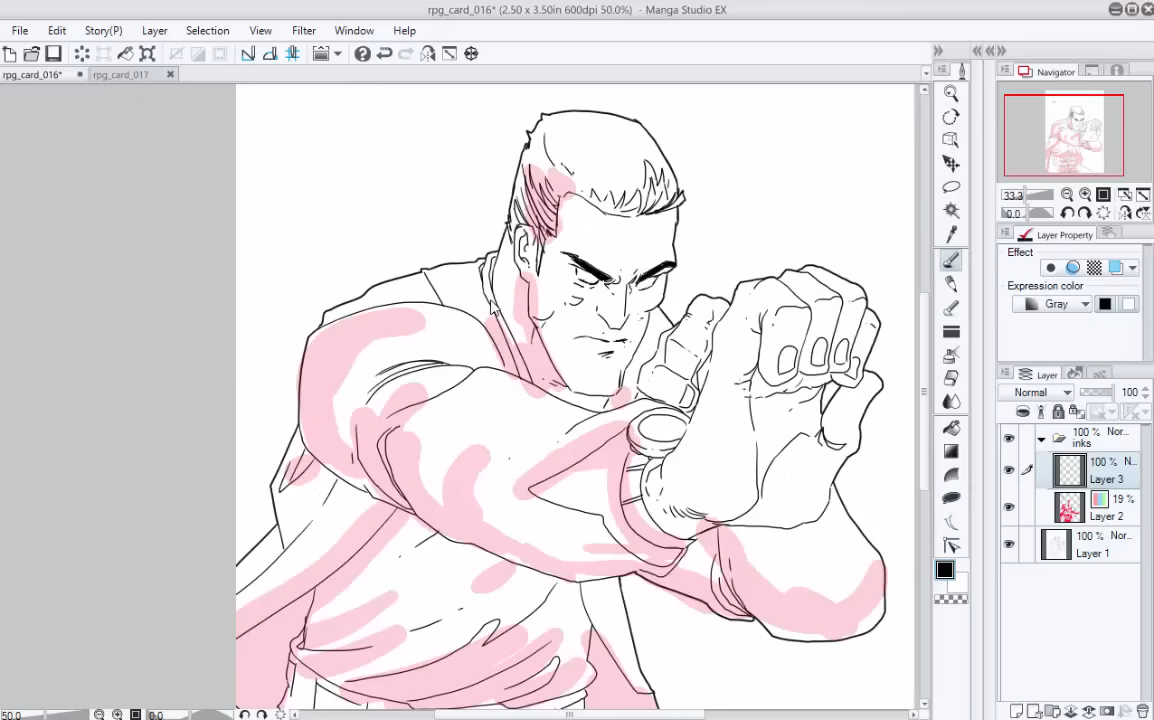 rpg_card_016* (2.50 x 3.50in 600dpi 50.0%)  - Manga Studio EX
File Edit Story(P) Layer Selection View Filter Window Help
rpg_card_016* rpg_card_017
Navigator
33.3
0.0
Layer Property
Effect
Expression color
Gray
Layer
Normal 100
100 % Nor...
inks
100 % N...
Layer 3
19 %
Layer 2
100 % Nor...
Layer 1
50.0 0.0